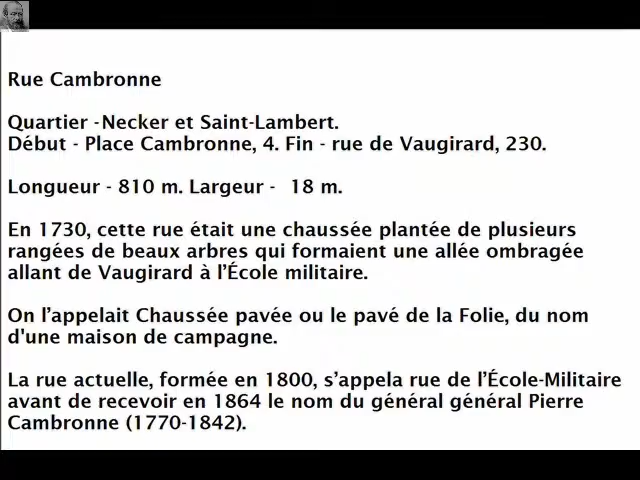 Rue Cambronne
Quartier -Necker et Saint-Lambert.
Début - Place Cambronne, 4. Fin - rue de Vaugirard, 230.
Longueur - 810 m. Largeur -  18 m.
En 1730, cette rue était une chaussée plantée de plusieurs
rangées de beaux arbres qui formaient une allée ombragée
allant de Vaugirard à l’École militaire.
On l’appelait Chaussée pavée ou le pavé de la Folie, du nom
d'une maison de campagne.
La rue actuelle, formée en 1800, s’appela rue de l’École-Militaire
avant de recevoir en 1864 le nom du général général Pierre
Cambronne (1770-1842).